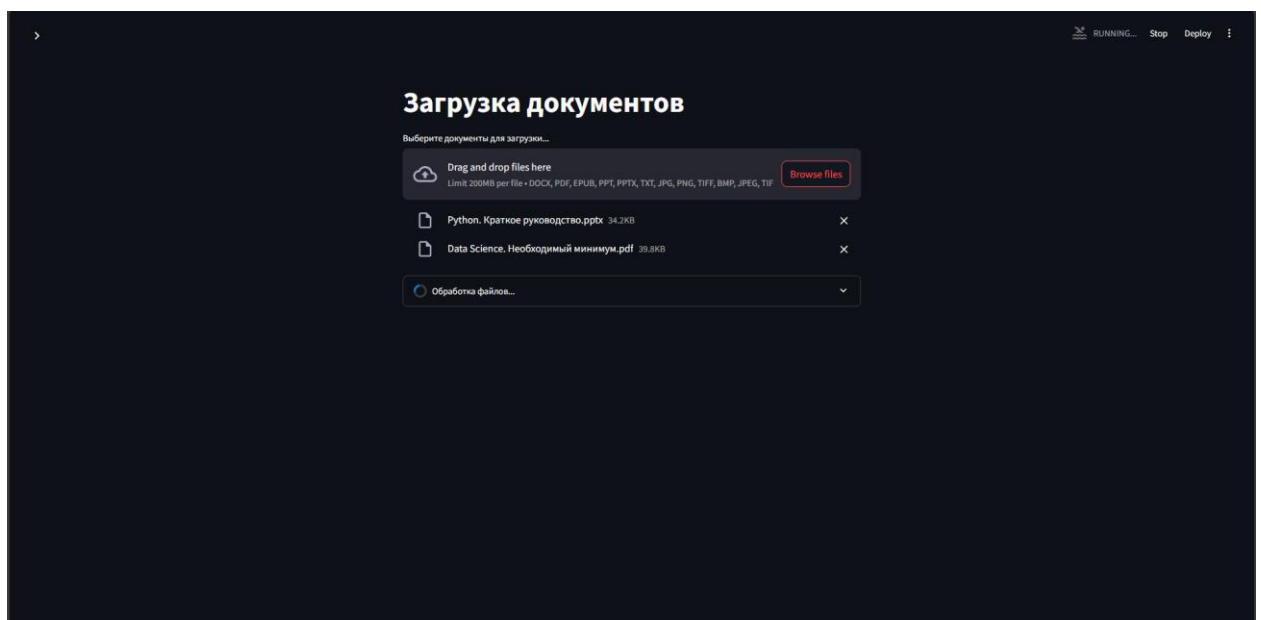 RUNNING... Stop Deploy
Загрузка документов
Выберите документы для загрузки...
Drag and drop files here
Limit 200MB per file • DOCX, PDF, EPUB, PPT, PPTX, TXT, JPG, PNG, TIFF, BMP, JPEG, TIF
Browse files
Python. Краткое руководство.pptx 34.2KB
Data Science. Необходимый минимум.pdf 39.8KB
Обработка файлов...